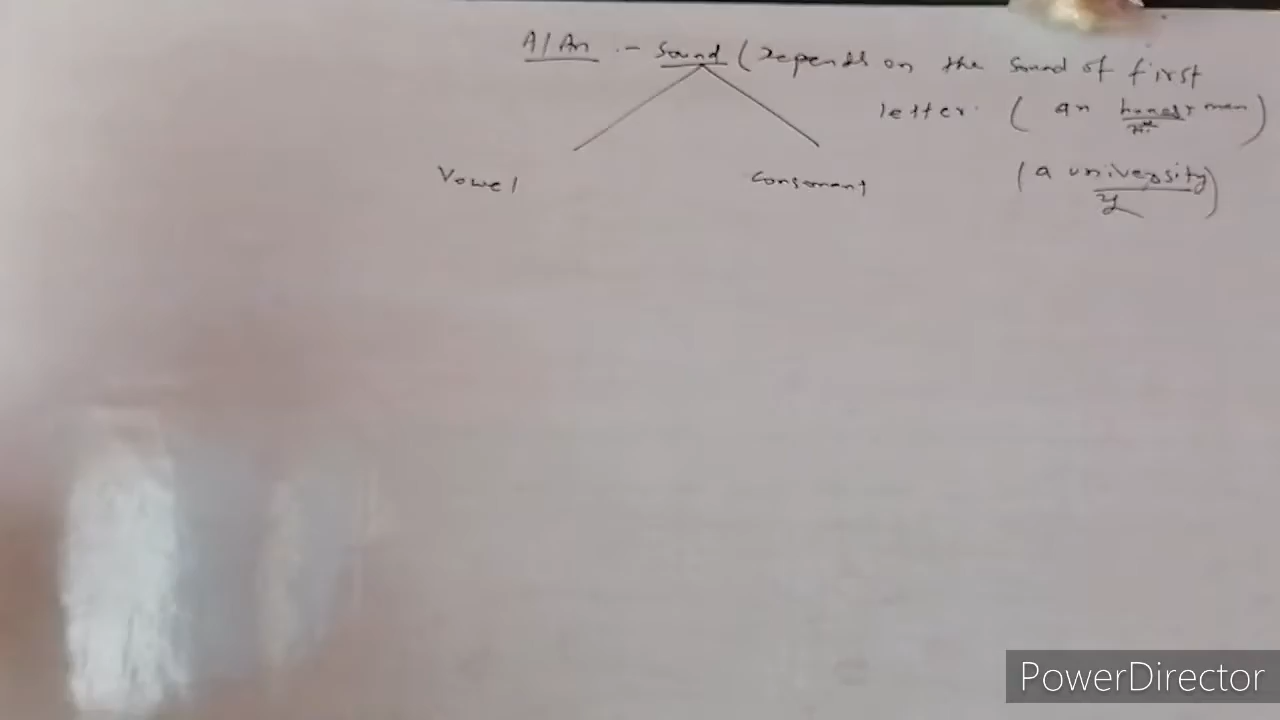 A/An :- Sound (Depends on the sound of first
letter. ( an honest man)
Vowel Consonant (a university)
y
PowerDirector